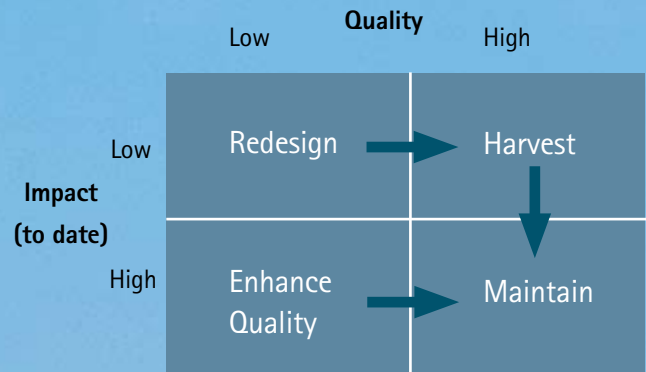 Quality
Low
High
Low
Redesign
Harvest
Impact
(to date)
High
Enhance
Quality
Maintain